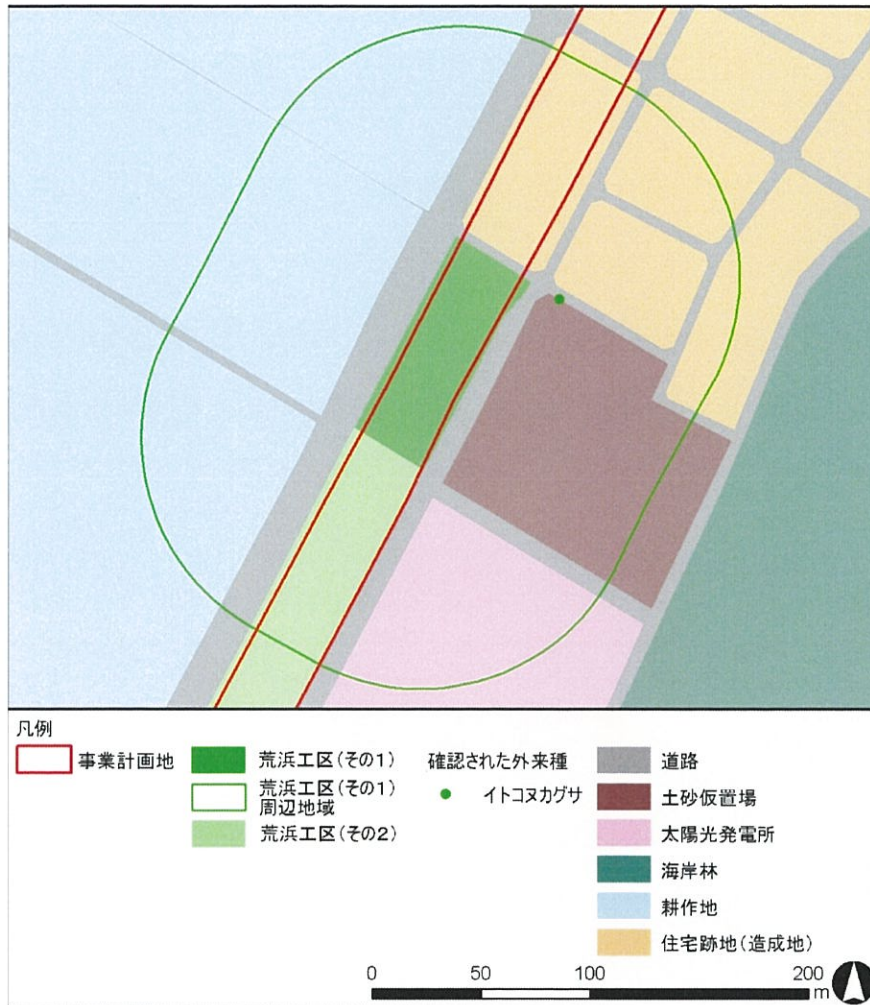 凡例
事業計画地
荒浜工区(その1)
荒浜工区(その1)
周辺地域
荒浜工区(その2)
確認された外来種
イトコヌカグサ
道路
土砂仮置場
太陽光発電所
海岸林
耕作地
住宅跡地(造成地)
0 50 100 200
m